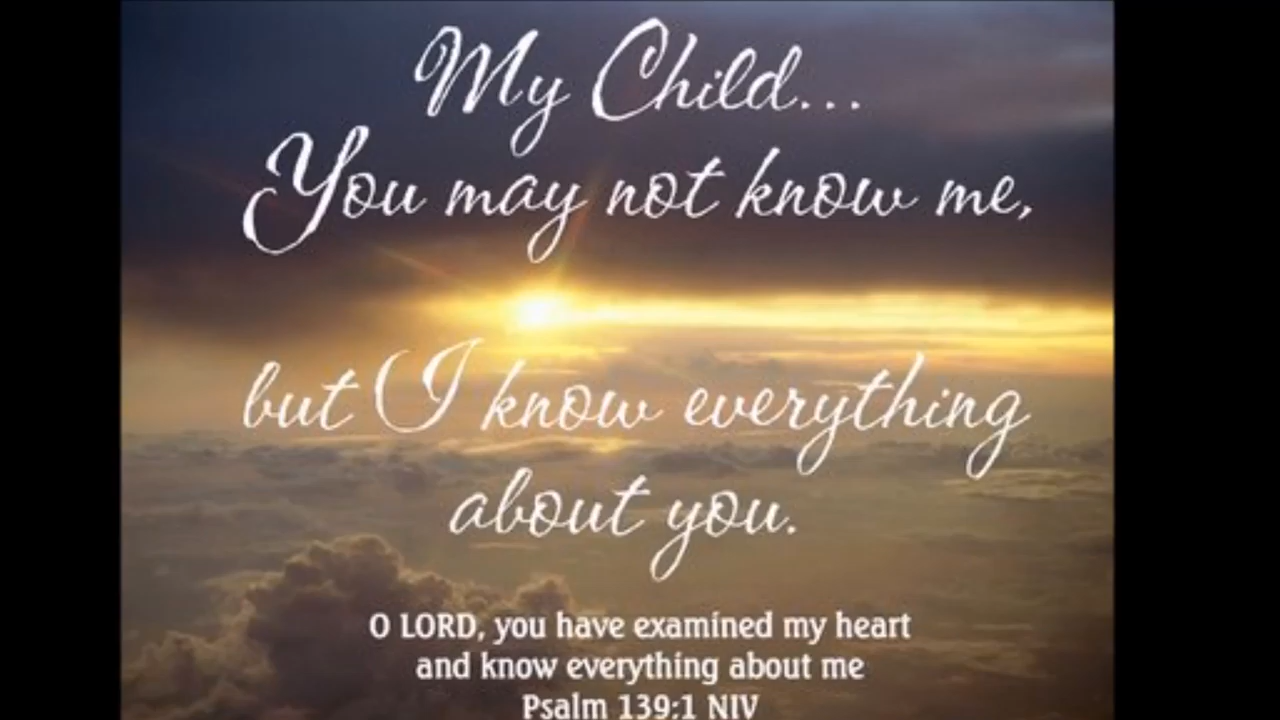 My Child...
You may not know me,
but I know everything
about you.
O LORD, you have examined my heart
and know everything about me
Psalm 139:1 NIV